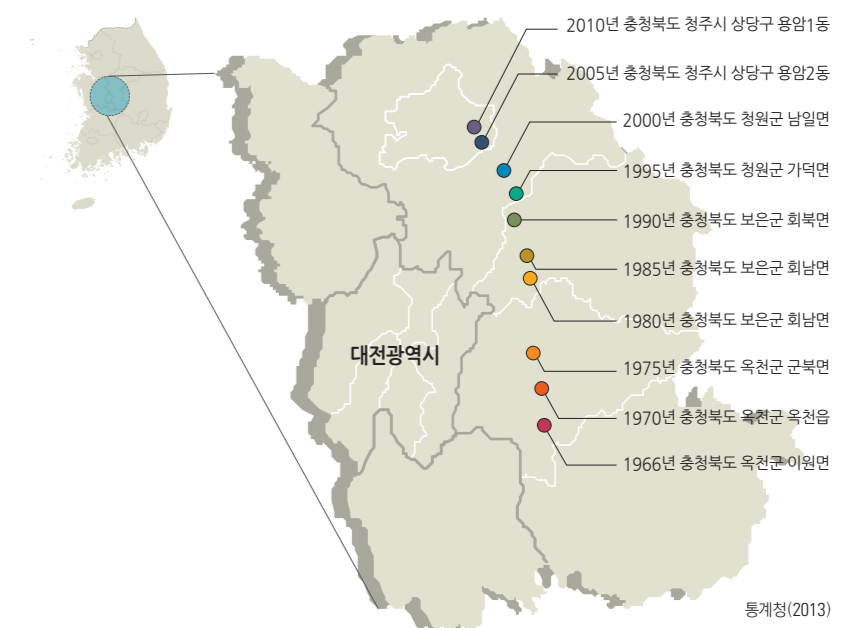 2010년 충청북도 청주시 상당구 용암1동
2005년 충청북도 청주시 상당구 용암2동
2000년 충청북도 청원군 남일면
1995년 충청북도 청원군 가덕면
1990년 충청북도 보은군 회북면
1985년 충청북도 보은군 회남면
1980년 충청북도 보은군 회남면
대전광역시
1975년 충청북도 옥천군 군북면
1970년 충청북도 옥천군 옥천읍
1966년 충청북도 옥천군 이원면
통계청(2013)